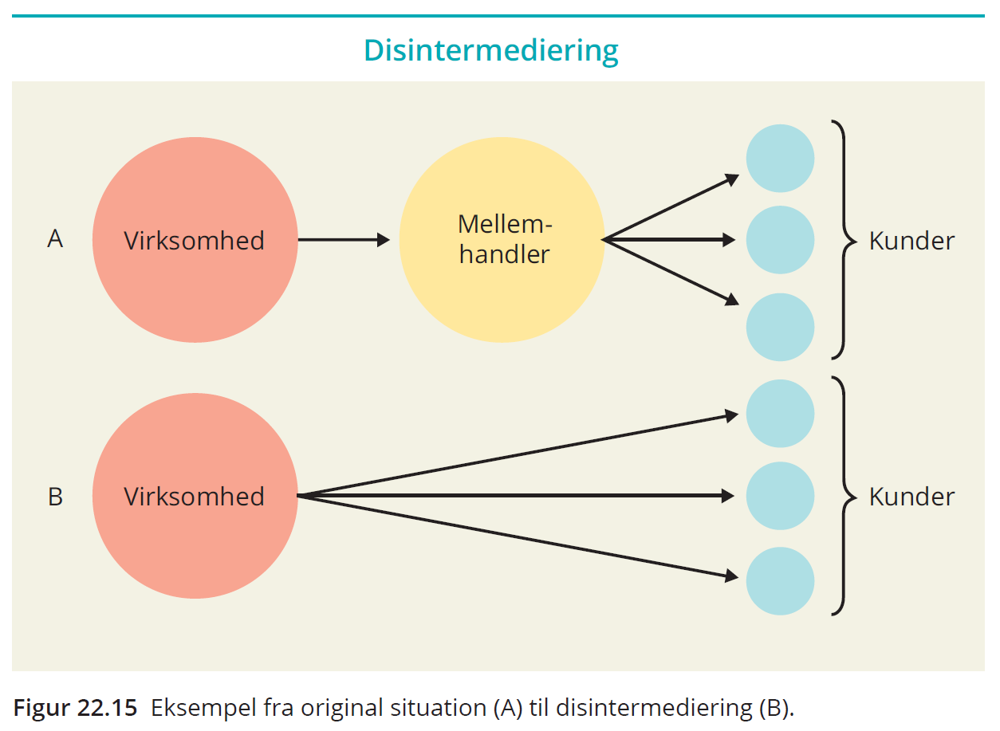 Disintermediering
A
Virksomhed
Mellem-
handler
Kunder
B
Virksomhed
Kunder
Figur 22.15 Eksempel fra original situation (A) til disintermediering (B).